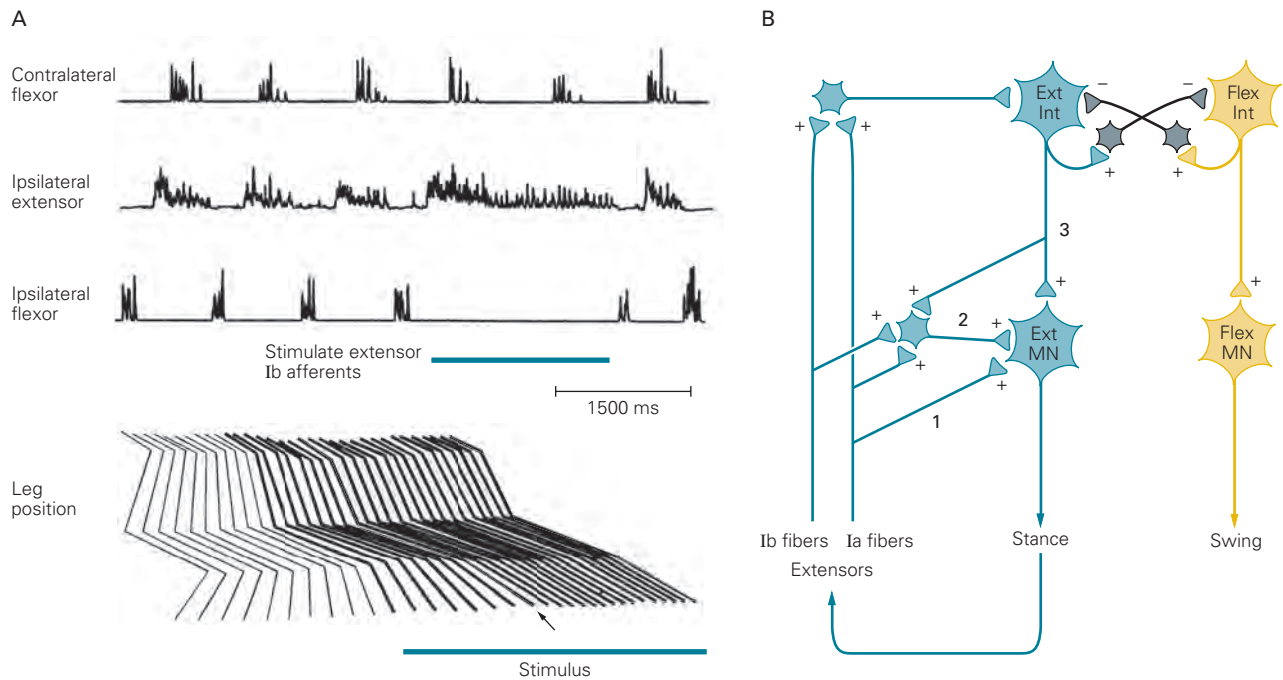 A
Contralateral
flexor
Ipsilateral
extensor
Ipsilateral
flexor
Stimulate extensor
Ib afferents
1500 ms
Leg
position
Stimulus
B
Ext
Int
Flex
Int
−
−
+
+
+
+
3
+
+
+
2
+
+
+
+
1
Ext
MN
Flex
MN
Ib fibers
Ia fibers
Extensors
Stance
Swing